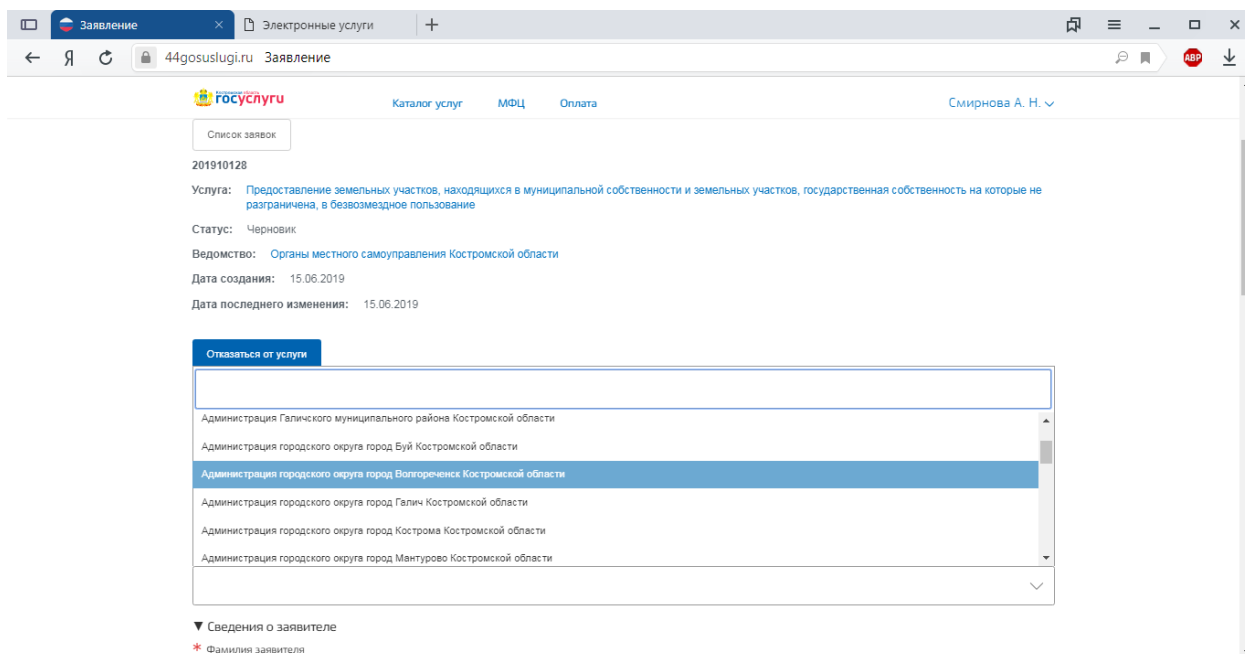 Заявление
Электронные услуги
Я
44gosuslugi.ru Заявление
ABP
Костромская область
госуслуги
Каталог услуг
МФЦ
Оплата
Смирнова А. Н.
Список заявок
201910128
Услуга: Предоставление земельных участков, находящихся в муниципальной собственности и земельных участков, государственная собственность на которые не
разграничена, в безвозмездное пользование
Статус: Черновик
Ведомство: Органы местного самоуправления Костромской области
Дата создания: 15.06.2019
Дата последнего изменения: 15.06.2019
Отказаться от услуги
Администрация Галичского муниципального района Костромской области
Администрация городского округа город Буй Костромской области
Администрация городского округа город Волгореченск Костромской области
Администрация городского округа город Галич Костромской области
Администрация городского округа город Кострома Костромской области
Администрация городского округа город Мантурово Костромской области
▼ Сведения о заявителе
* Фамилия заявителя